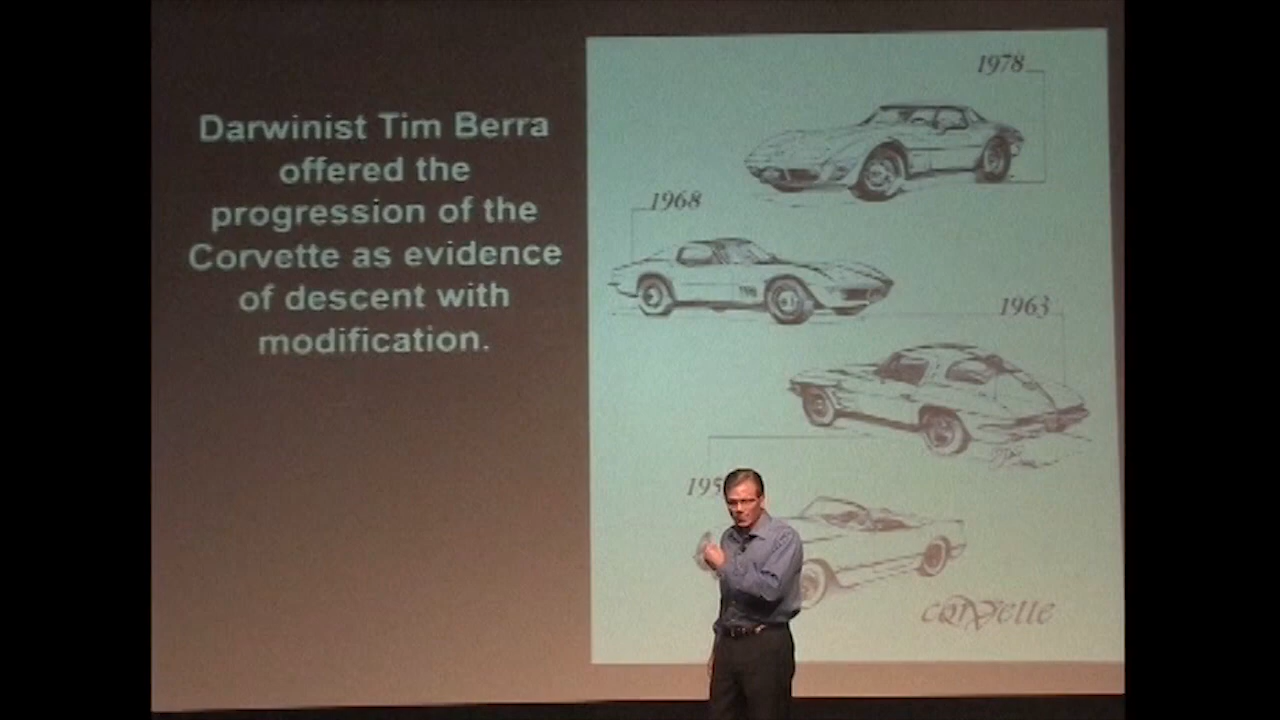 Darwinist Tim Berra
offered the
progression of the
Corvette as evidence
of descent with
modification.
1978
1968
1963
195
corvette